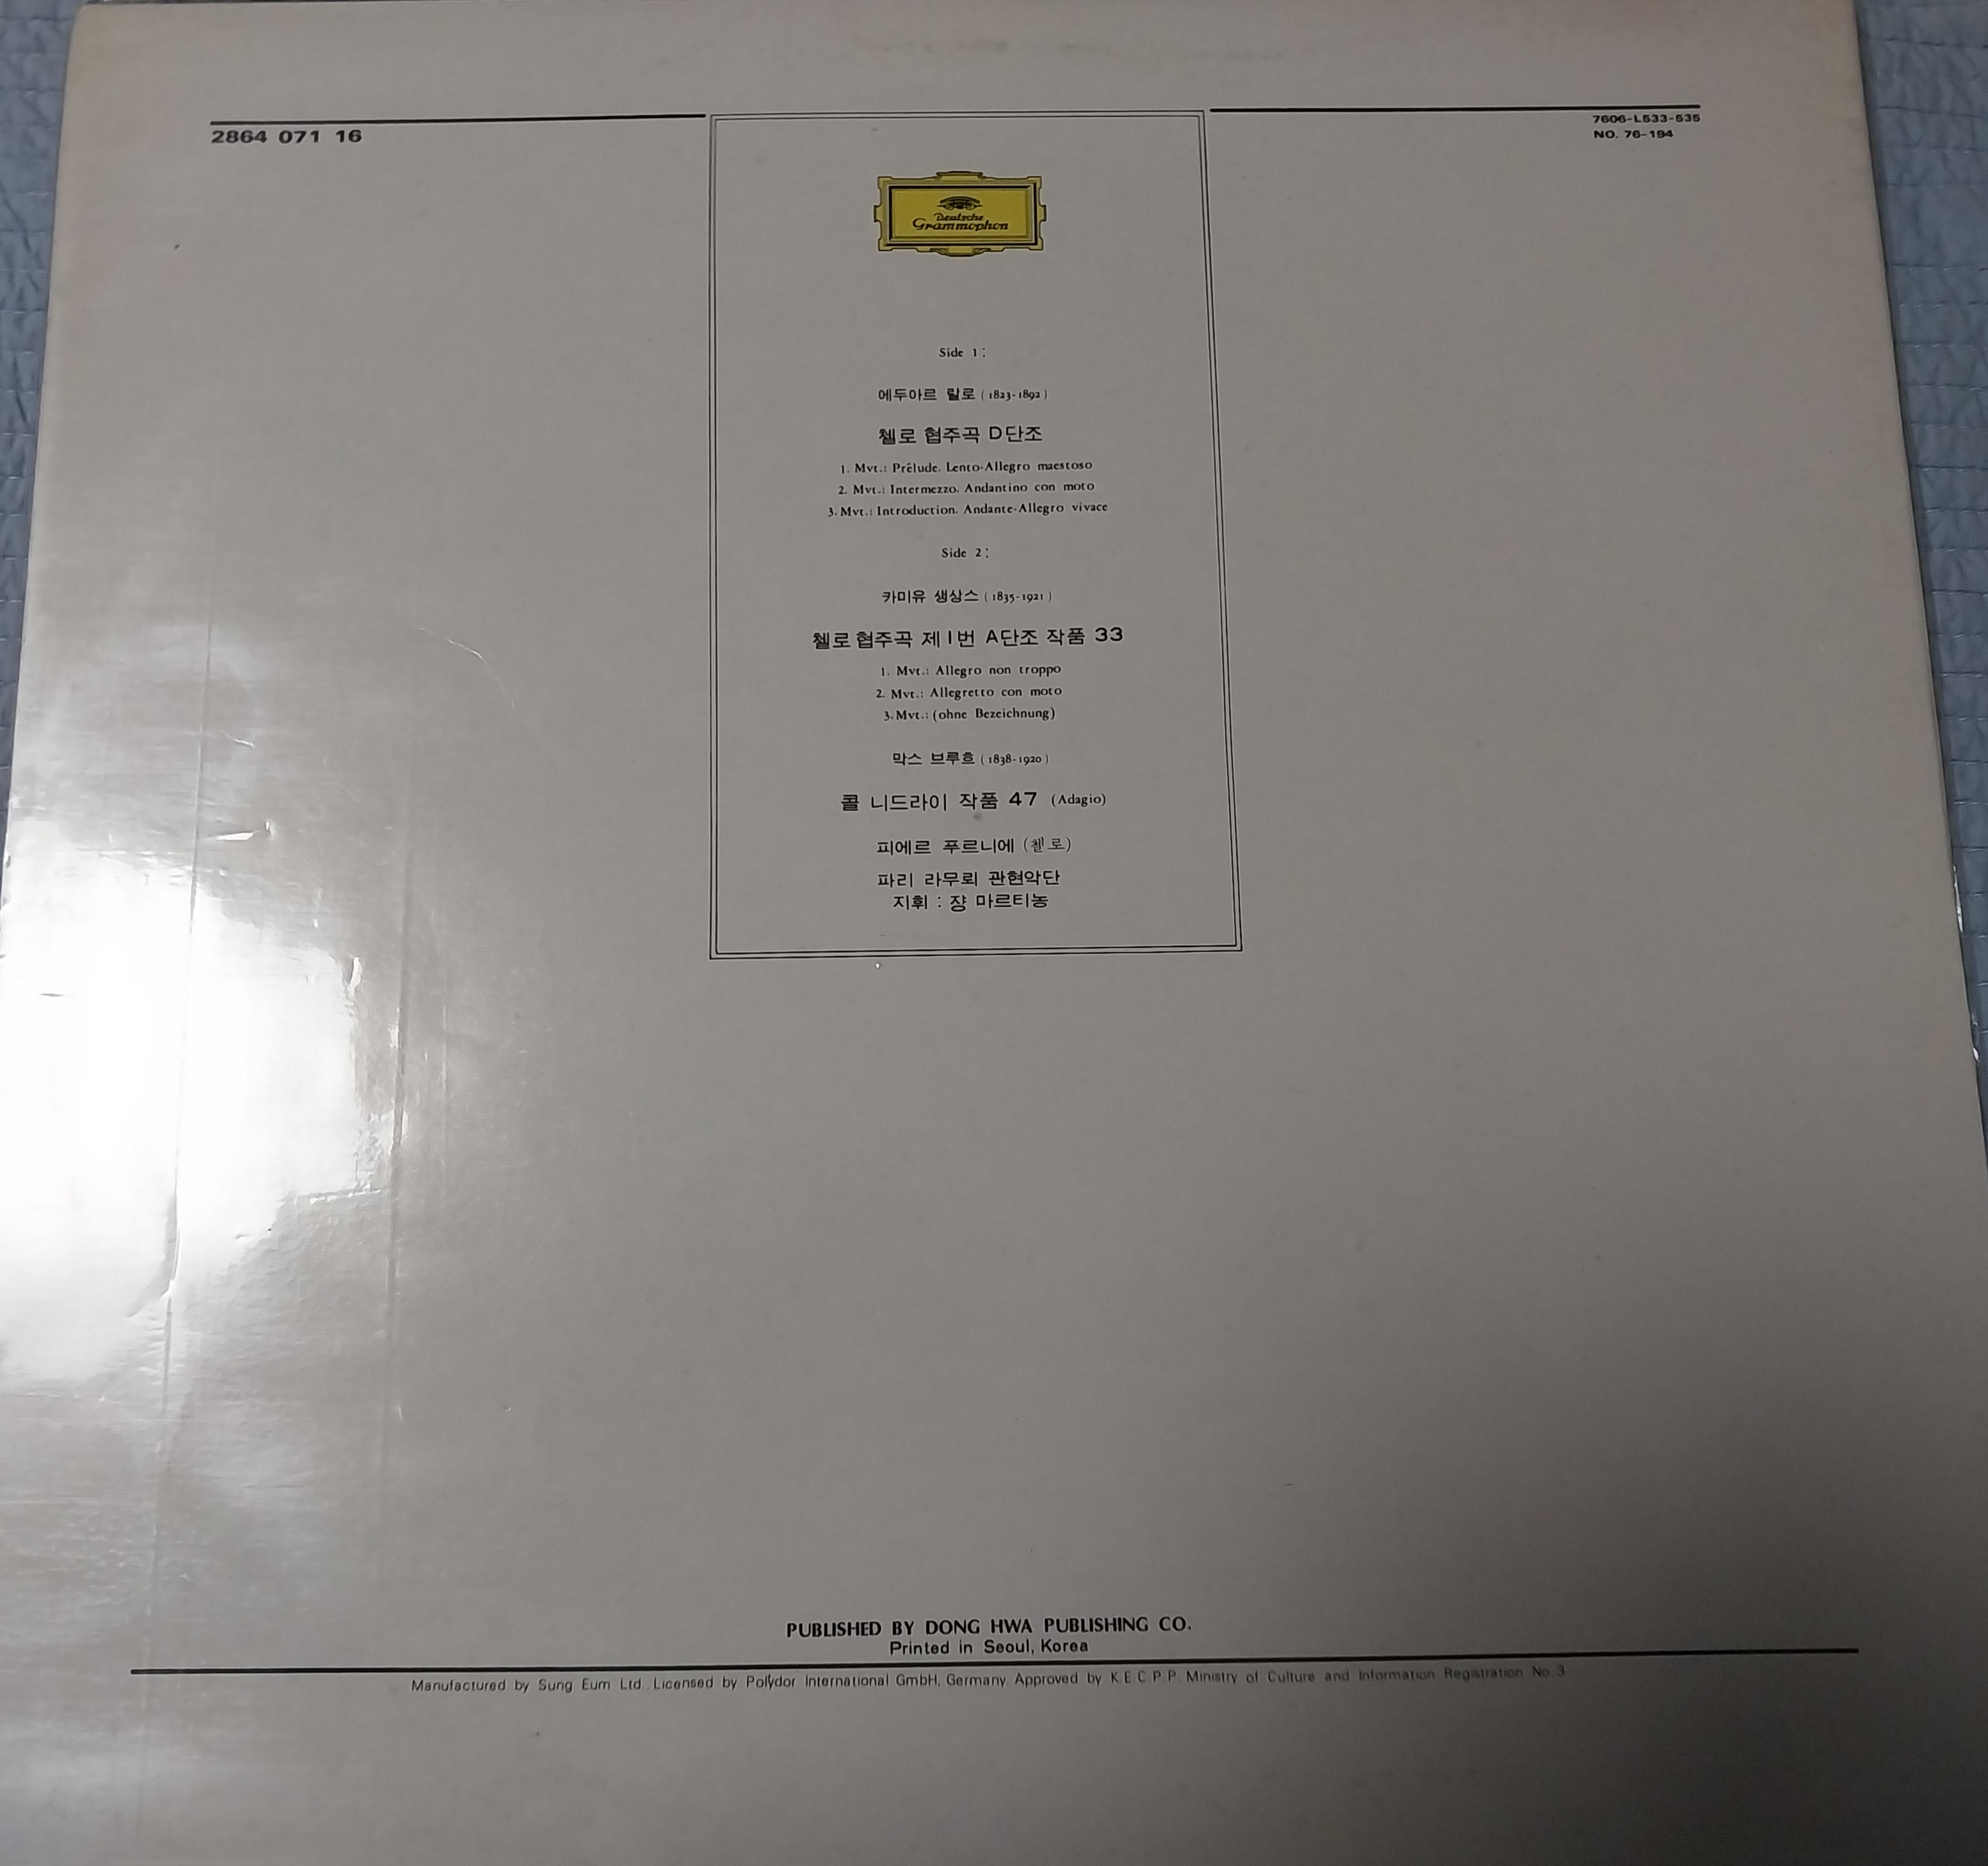 2864 071 16
7606-L533-535
NO. 76-194
Deutsche
Grammophon
Side 1:
에두아르 랄로 (1823-1892)
첼로 협주곡 D단조
1. Mvt.: Prélude. Lento-Allegro maestoso
2. Mvt.: Intermezzo. Andantino con moto
3. Mvt.: Introduction. Andante-Allegro vivace
Side 2:
카미유 생상스 (1835-1921)
첼로 협주곡 제1번 A단조 작품 33
1. Mvt.: Allegro non troppo
2. Mvt.: Allegretto con moto
3. Mvt.: (ohne Bezeichnung)
막스 브루흐 (1838-1920)
콜 니드라이 작품 47 (Adagio)
피에르 푸르니에 (첼로)
파리 라무뢰 관현악단
지휘 : 쟝 마르티농
PUBLISHED BY DONG HWA PUBLISHING CO.
Printed in Seoul, Korea
Manufactured by Sung Eum Ltd., Licensed by Polydor International GmbH, Germany. Approved by K.E.C.P.P. Ministry of Culture and Information Registration No 3